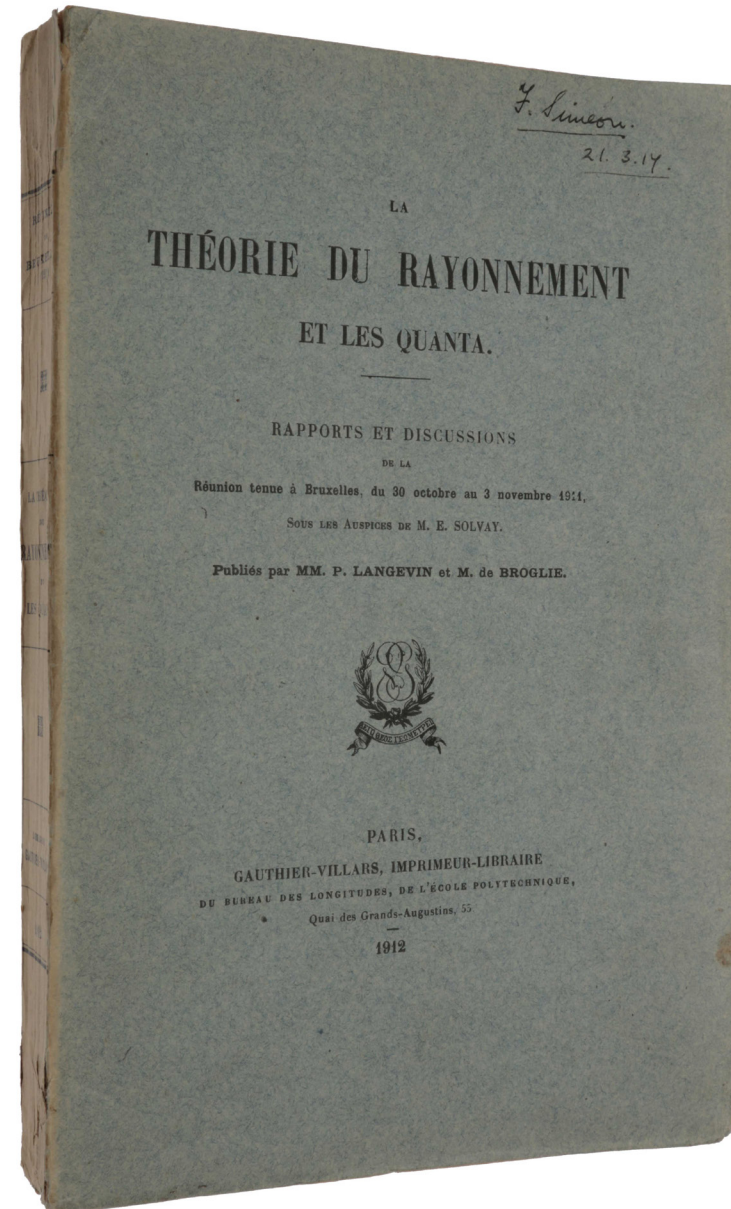 F. Simeon.
21. 3. 14.
LA
THÉORIE DU RAYONNEMENT
ET LES QUANTA.
RAPPORTS ET DISCUSSIONS
DE LA
Réunion tenue à Bruxelles, du 30 octobre au 3 novembre 1911,
SOUS LES AUSPICES DE M. E. SOLVAY.
Publiés par MM. P. LANGEVIN et M. de BROGLIE.
PARIS,
GAUTHIER-VILLARS, IMPRIMEUR-LIBRAIRE
DU BUREAU DES LONGITUDES, DE L'ÉCOLE POLYTECHNIQUE,
Quai des Grands-Augustins, 55
1912